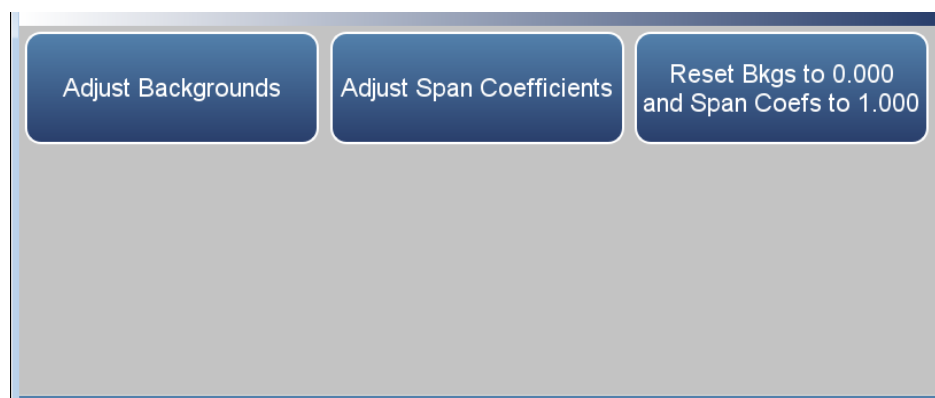 Adjust Backgrounds
Adjust Span Coefficients
Reset Bkgs to 0.000
and Span Coefs to 1.000